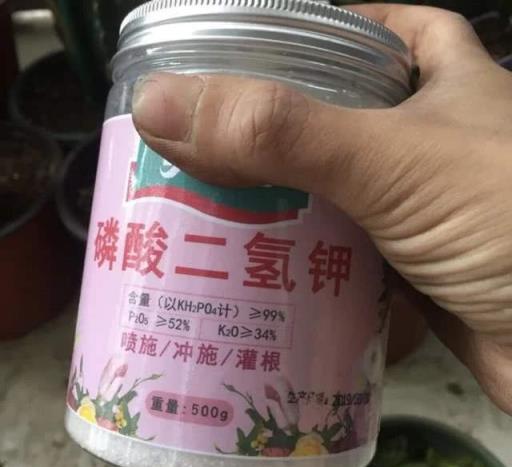 磷酸二氢钾
含量（以KH₂PO₄计）≥99%
P₂O₅ ≥52% K₂O≥34%
喷施/冲施/灌根
重量：500g